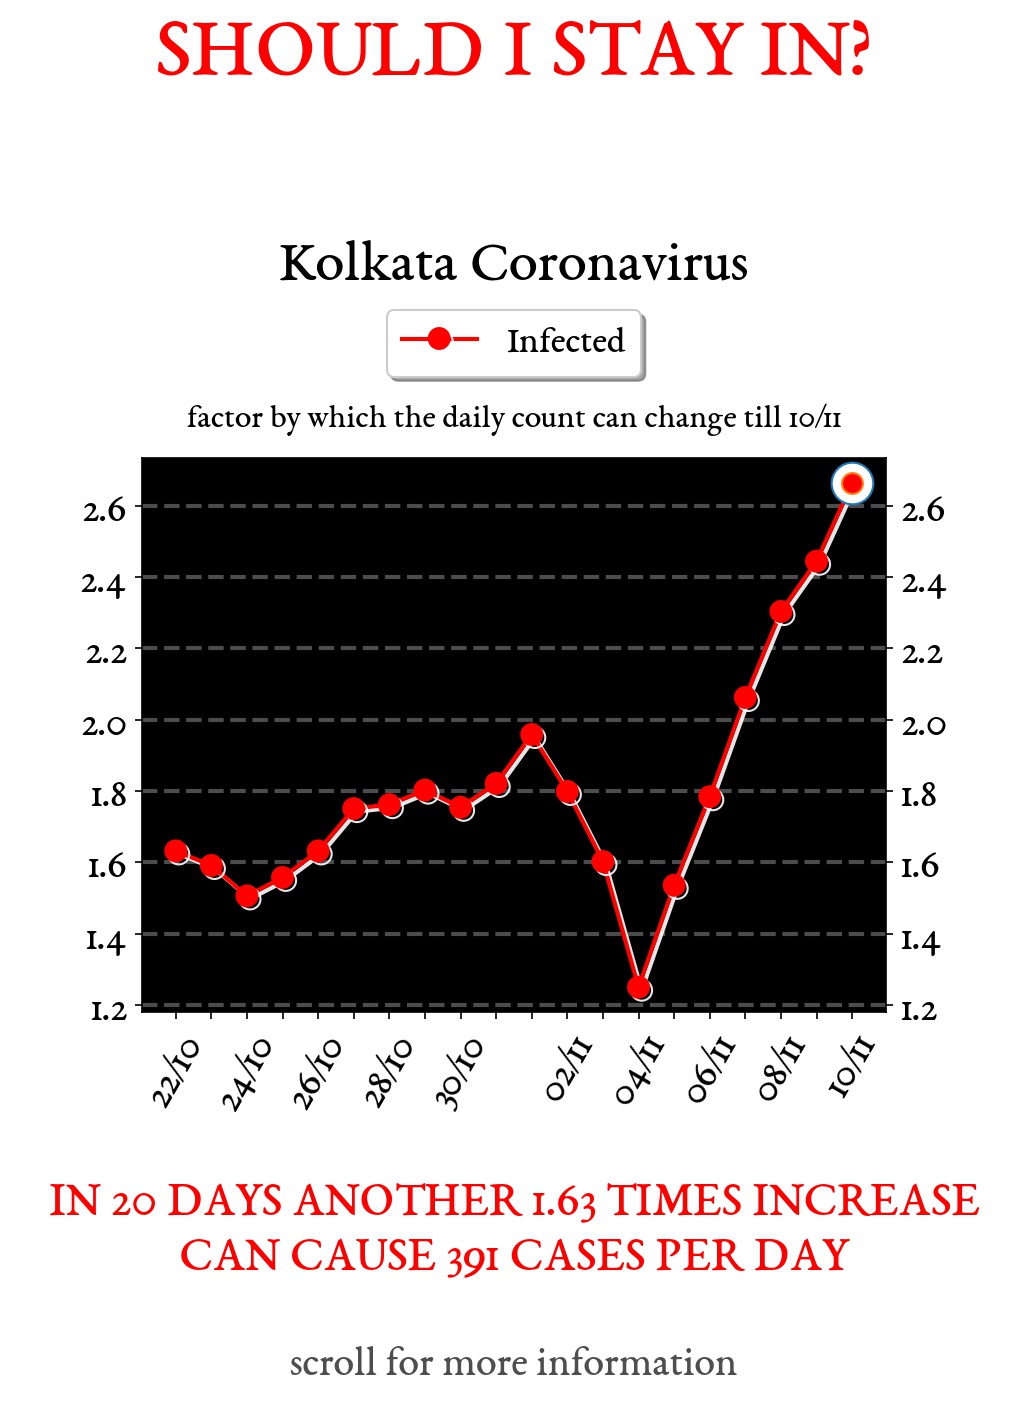 SHOULD I STAY IN?
Kolkata Coronavirus
Infected
factor by which the daily count can change till 10/11
2.6 2.6
2.4 2.4
2.2 2.2
2.0 2.0
1.8 1.8
1.6 1.6
1.4 1.4
1.2 1.2
22/10 24/10 26/10 28/10 30/10 02/11 04/11 06/11 08/11 10/11
IN 20 DAYS ANOTHER 1.63 TIMES INCREASE
CAN CAUSE 391 CASES PER DAY
scroll for more information